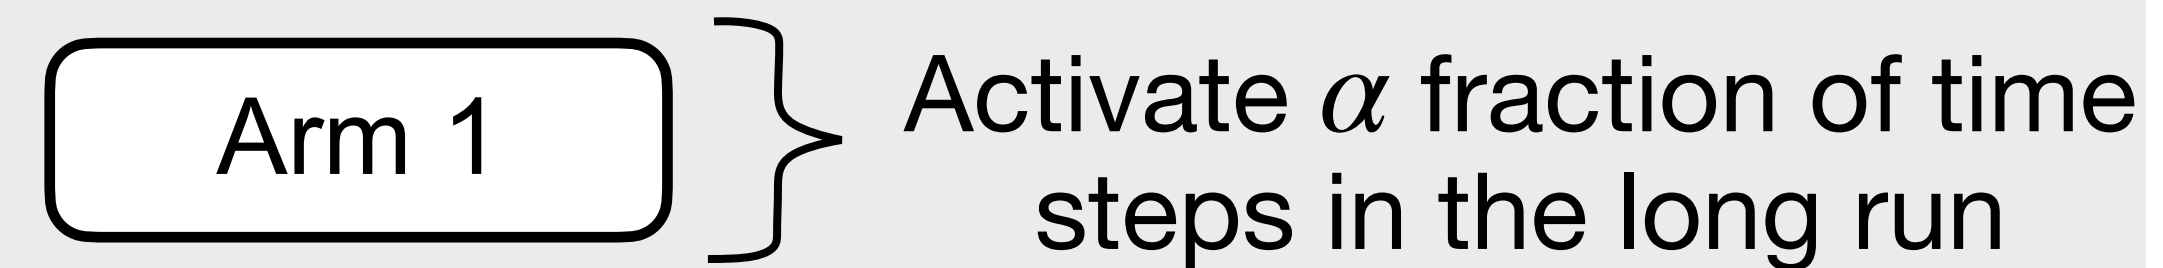 Arm 1
Activate α fraction of time
steps in the long run